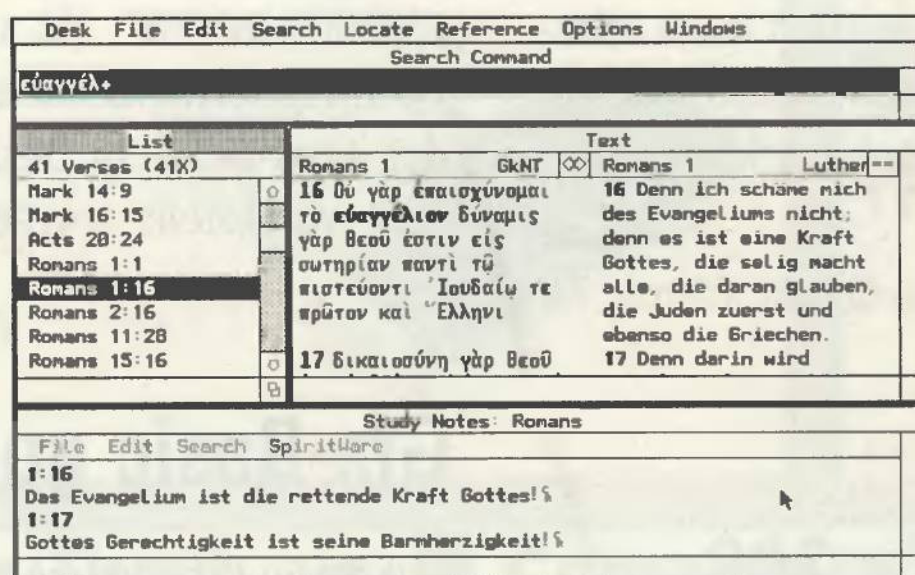 Desk File Edit Search Locate Reference Options Windows
Search Command
εὐαγγέλ+
List
41 Verses (41X)
Mark 14:9
Mark 16:15
Acts 20:24
Romans 1:1
Romans 1:16
Romans 2:16
Romans 11:28
Romans 15:16
Text
Romans 1 GkNT
16 Οὐ γὰρ ἐπαισχύνομαι
τὸ εὐαγγέλιον δύναμις
γὰρ θεοῦ ἐστιν εἰς
σωτηρίαν παντὶ τῷ
πιστεύοντι Ἰουδαίῳ τε
πρῶτον καὶ Ἕλληνι
17 δικαιοσύνη γὰρ θεοῦ
Romans 1 Luther
16 Denn ich schäme mich
des Evangeliums nicht;
denn es ist eine Kraft
Gottes, die selig macht
alle, die daran glauben,
die Juden zuerst und
ebenso die Griechen.
17 Denn darin wird
Study Notes: Romans
File Edit Search SpiritWare
1:16
Das Evangelium ist die rettende Kraft Gottes!
1:17
Gottes Gerechtigkeit ist seine Barmherzigkeit!